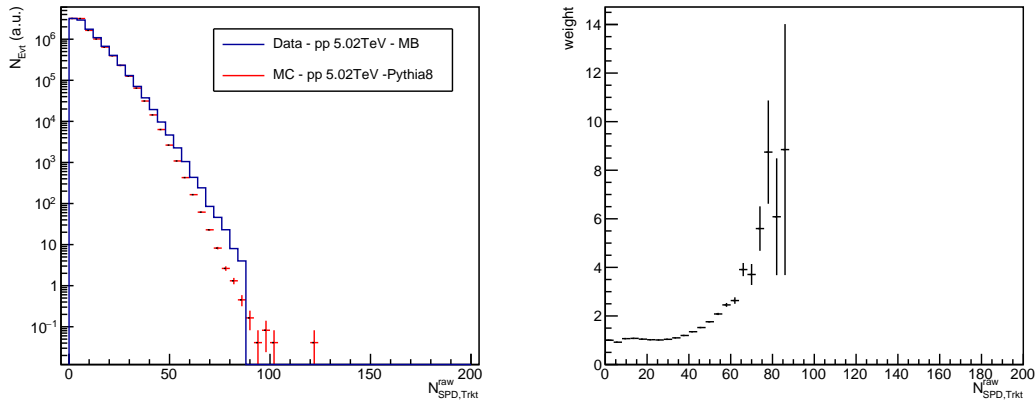 N_Evt (a.u.)
10^6
10^5
10^4
10^3
10^2
10
1
10^−1
Data - pp 5.02TeV - MB
MC - pp 5.02TeV -Pythia8
0 50 100 150 200
N^raw_SPD,Trkt
weight
14
12
10
8
6
4
2
0
0 20 40 60 80 100 120 140 160 180 200
N^raw_SPD,Trkt